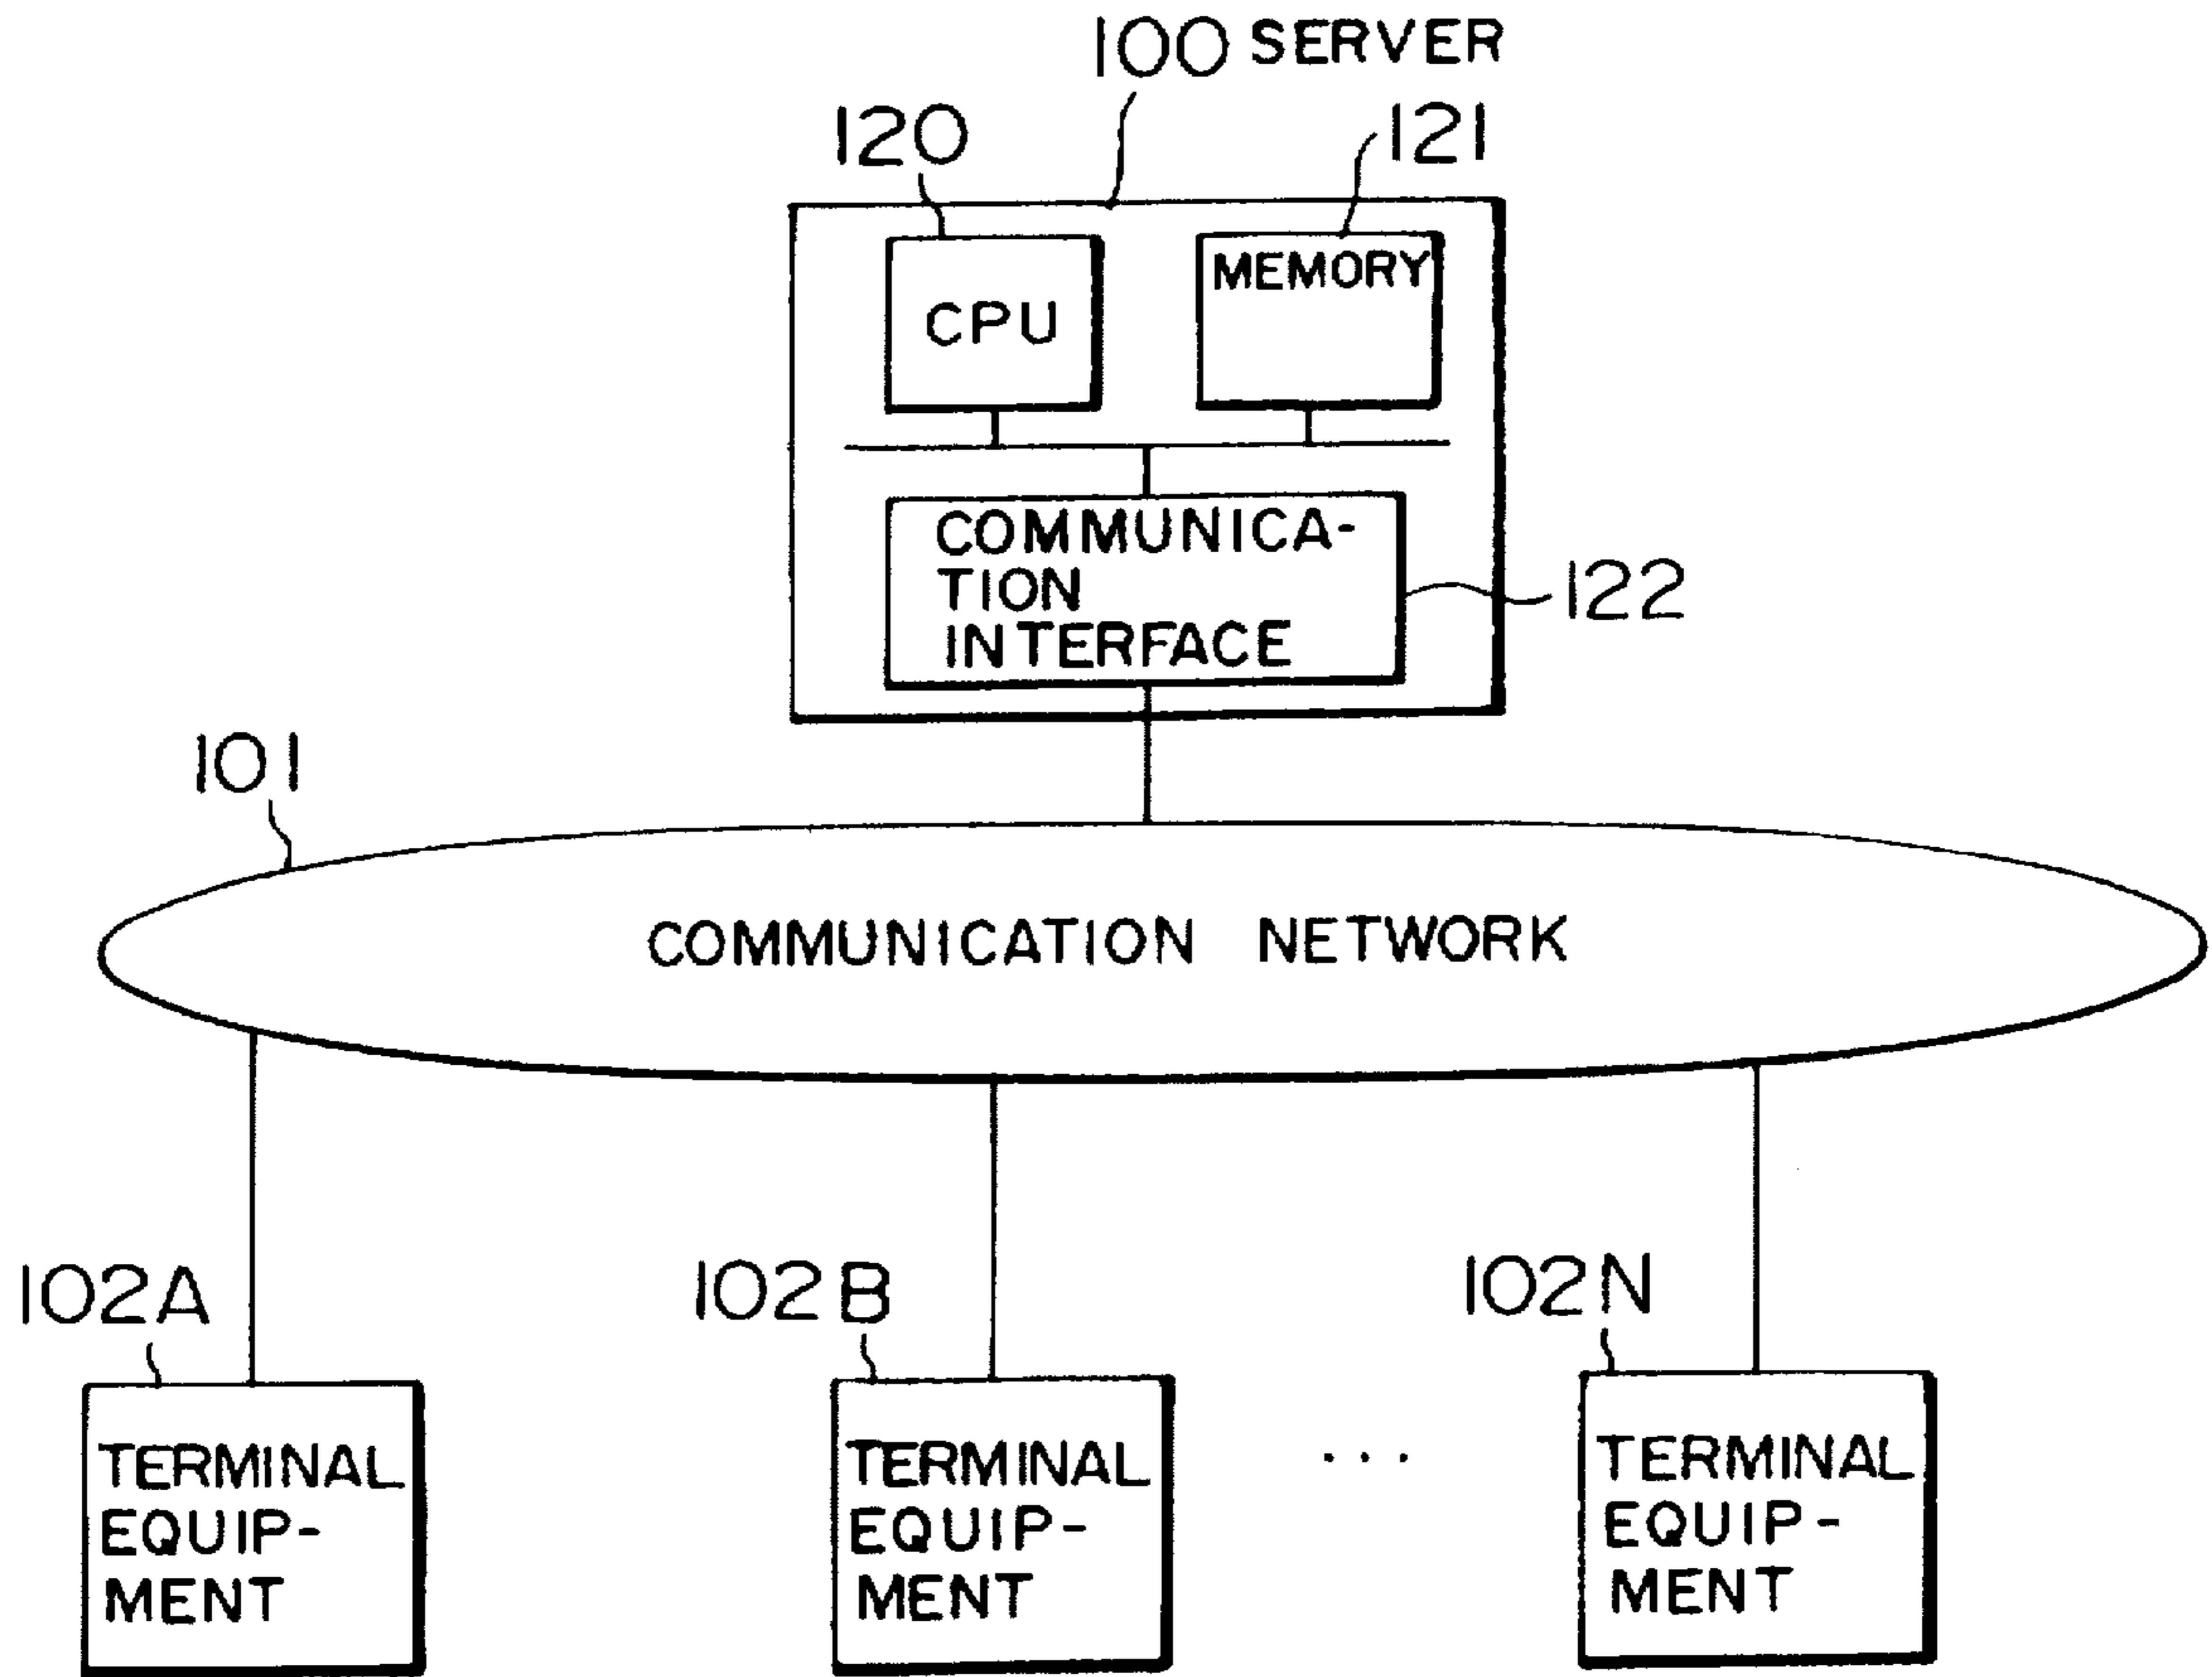 100 SERVER
120
121
CPU
MEMORY
COMMUNICA-
TION
INTERFACE
122
101
COMMUNICATION NETWORK
102A
102B
102N
TERMINAL
EQUIP-
MENT
TERMINAL
EQUIP-
MENT
...
TERMINAL
EQUIP-
MENT